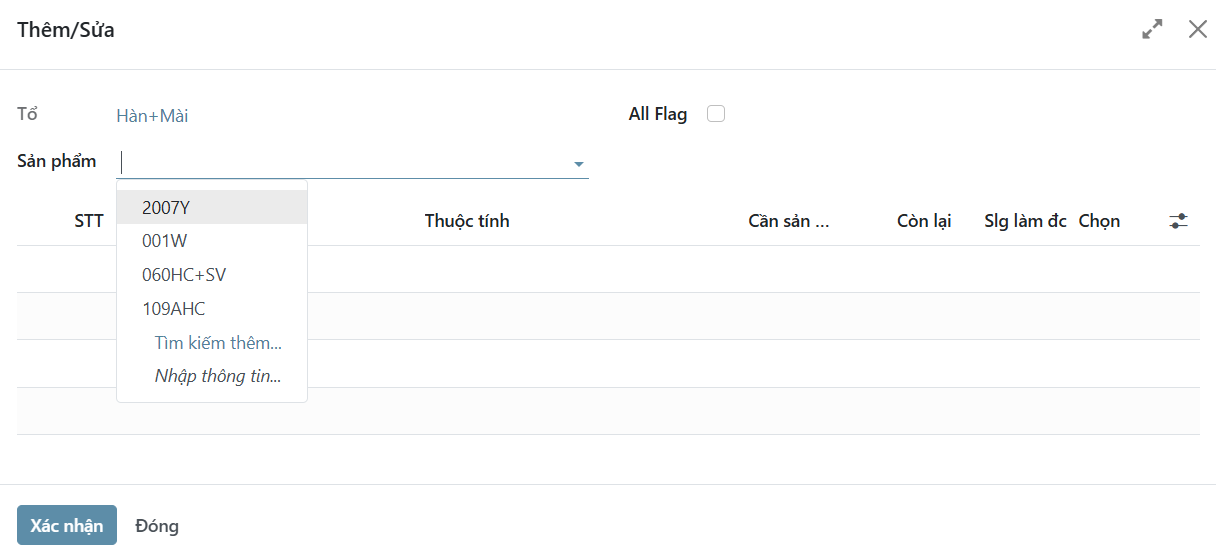 Thêm/Sửa
Tổ Hàn+Mài All Flag
Sản phẩm
STT Thuộc tính Cần sản ... Còn lại Slg làm đc Chọn
2007Y
001W
060HC+SV
109AHC
Tìm kiếm thêm...
Nhập thông tin...
Xác nhận Đóng